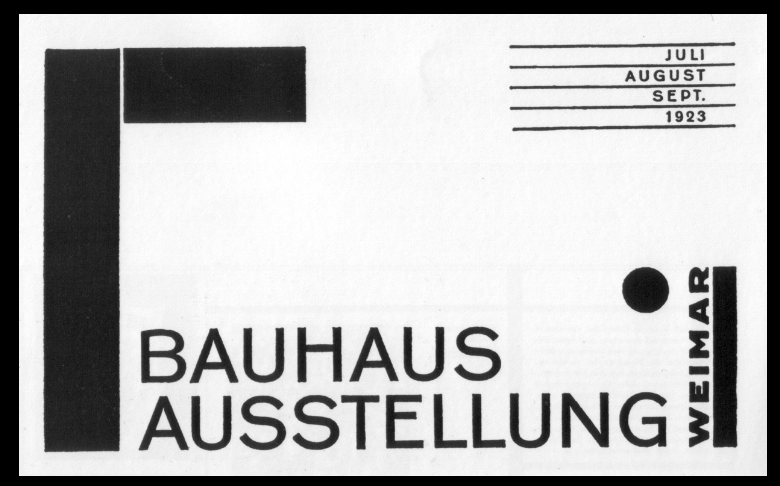 JULI
AUGUST
SEPT.
1923
BAUHAUS
AUSSTELLUNG
WEIMAR